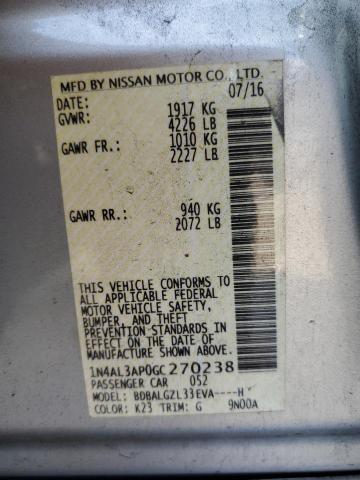 MFD BY NISSAN MOTOR CO., LTD.
DATE: 07/16
GVWR: 1917 KG
4226 LB
GAWR FR: 1010 KG
2227 LB
GAWR RR: 940 KG
2072 LB
THIS VEHICLE CONFORMS TO
ALL APPLICABLE FEDERAL
MOTOR VEHICLE SAFETY,
BUMPER, AND THEFT
PREVENTION STANDARDS IN
EFFECT ON THE DATE OF
MANUFACTURE SHOWN ABOVE.
1N4AL3AP0GC270238
PASSENGER CAR 052
MODEL: BDBALGZL33EVA----H
COLOR: K23 TRIM: G 9N00A